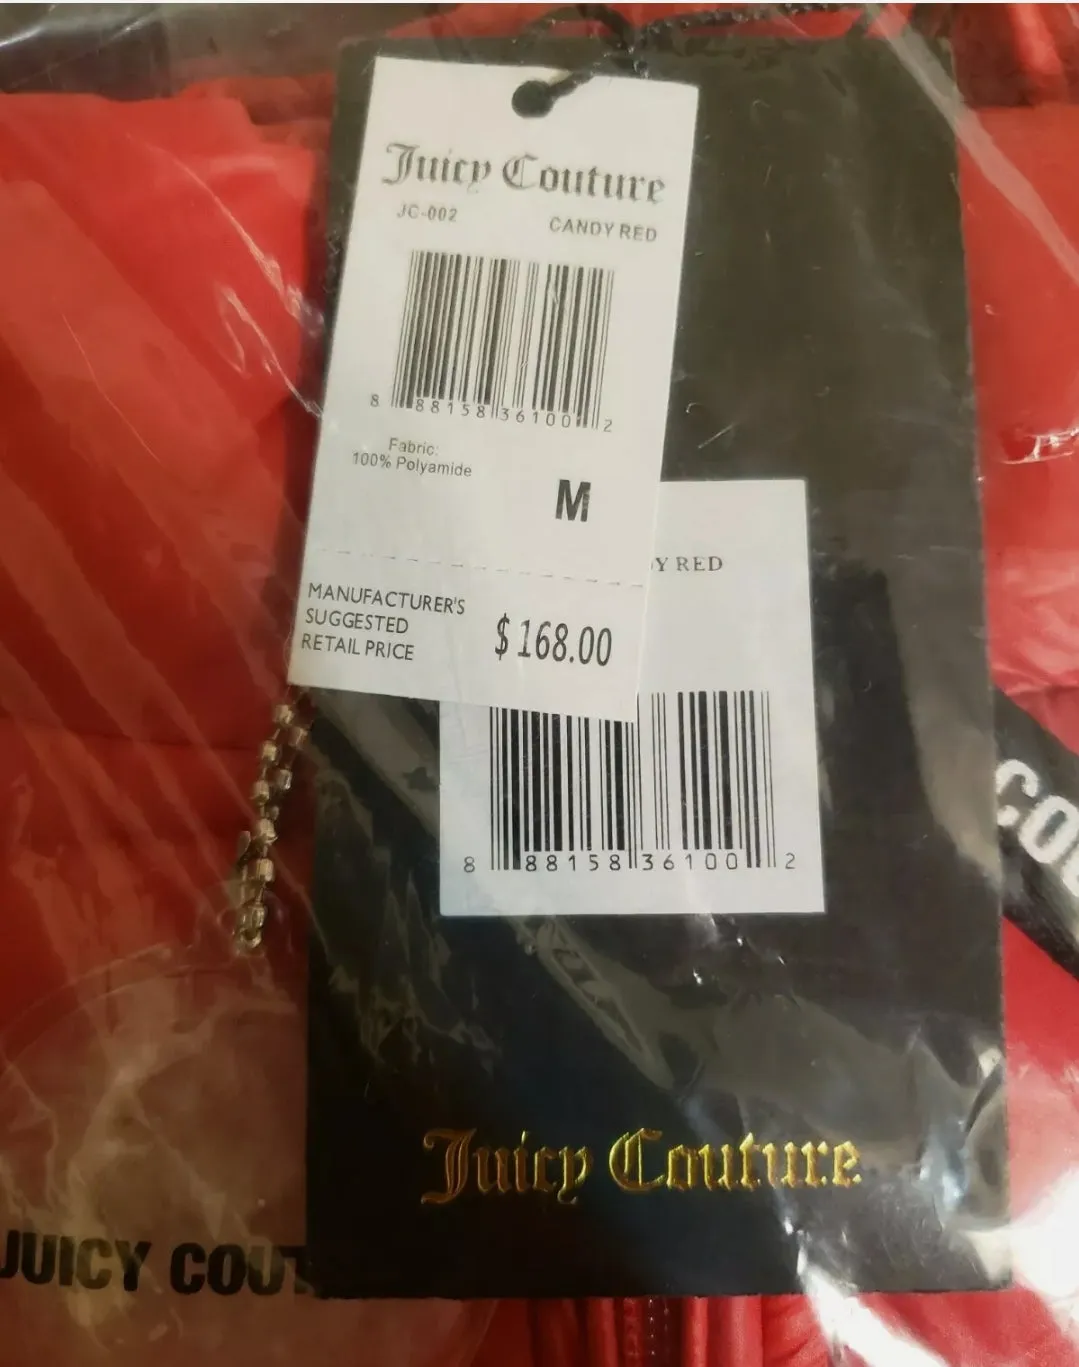 Juicy Couture
JC-002 CANDY RED
8 88158 36100 2
Fabric:
100% Polyamide
M
MANUFACTURER'S
SUGGESTED
RETAIL PRICE
$168.00
Y RED
8 88158 36100 2
COU
Juicy Couture
JUICY COUT